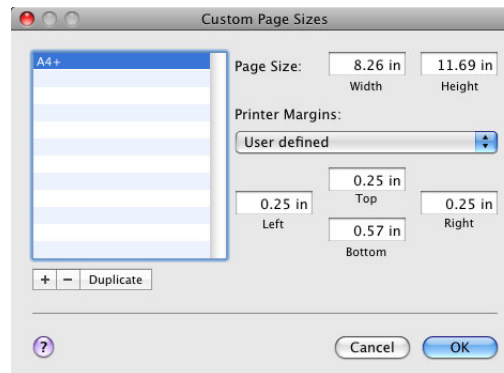 Custom Page Sizes
A4+
Page Size:
8.26 in
11.69 in
Width
Height
Printer Margins:
User defined
0.25 in
Top
0.25 in
Left
0.25 in
Right
0.57 in
Bottom
+
−
Duplicate
?
Cancel
OK